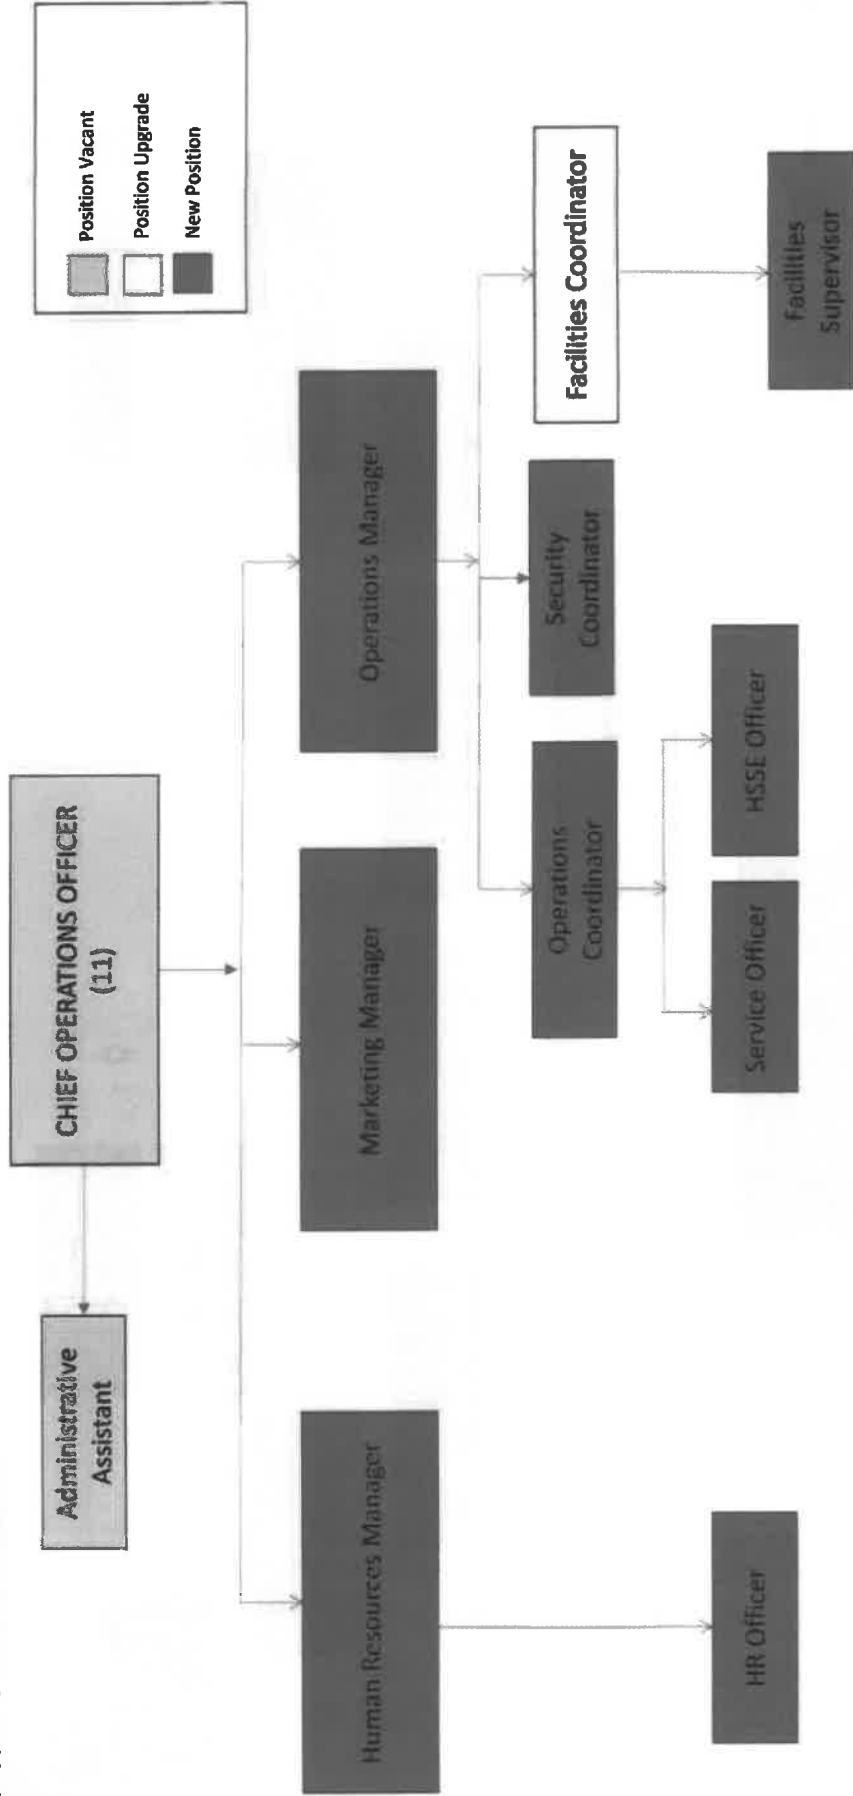 Position Vacant
Position Upgrade
New Position
CHIEF OPERATIONS OFFICER
(11)
Administrative
Assistant
Human Resources Manager
Marketing Manager
Operations Manager
Operations
Coordinator
Security
Coordinator
Facilities Coordinator
HR Officer
Service Officer
HSSE Officer
Facilities
Supervisor